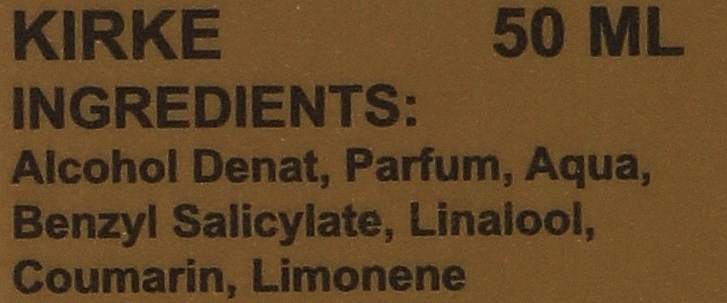 KIRKE 50 ML
INGREDIENTS:
Alcohol Denat, Parfum, Aqua,
Benzyl Salicylate, Linalool,
Coumarin, Limonene